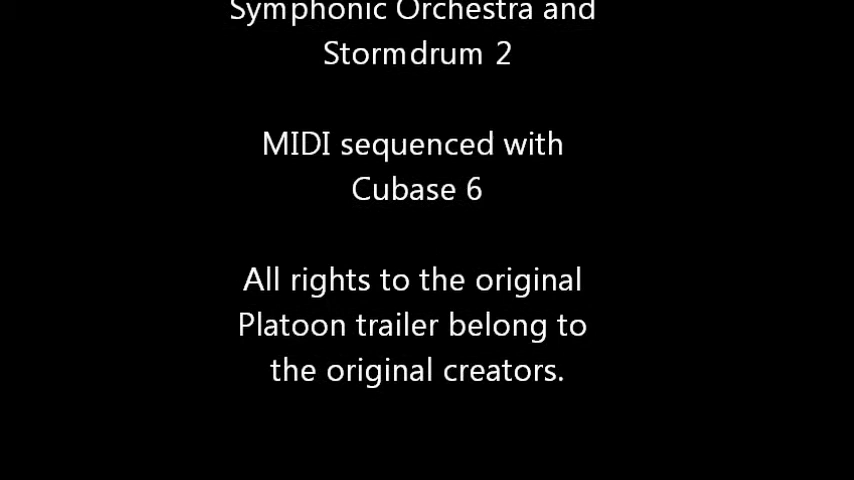 Symphonic Orchestra and
Stormdrum 2
MIDI sequenced with
Cubase 6
All rights to the original
Platoon trailer belong to
the original creators.